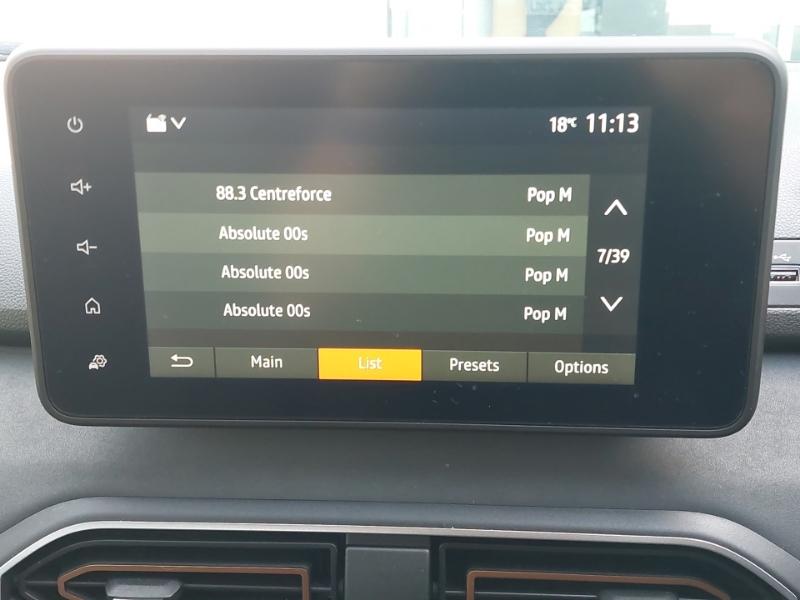 18°C 11:13
88.3 Centreforce Pop M
Absolute 00s Pop M
Absolute 00s Pop M
Absolute 00s Pop M
7/39
Main List Presets Options